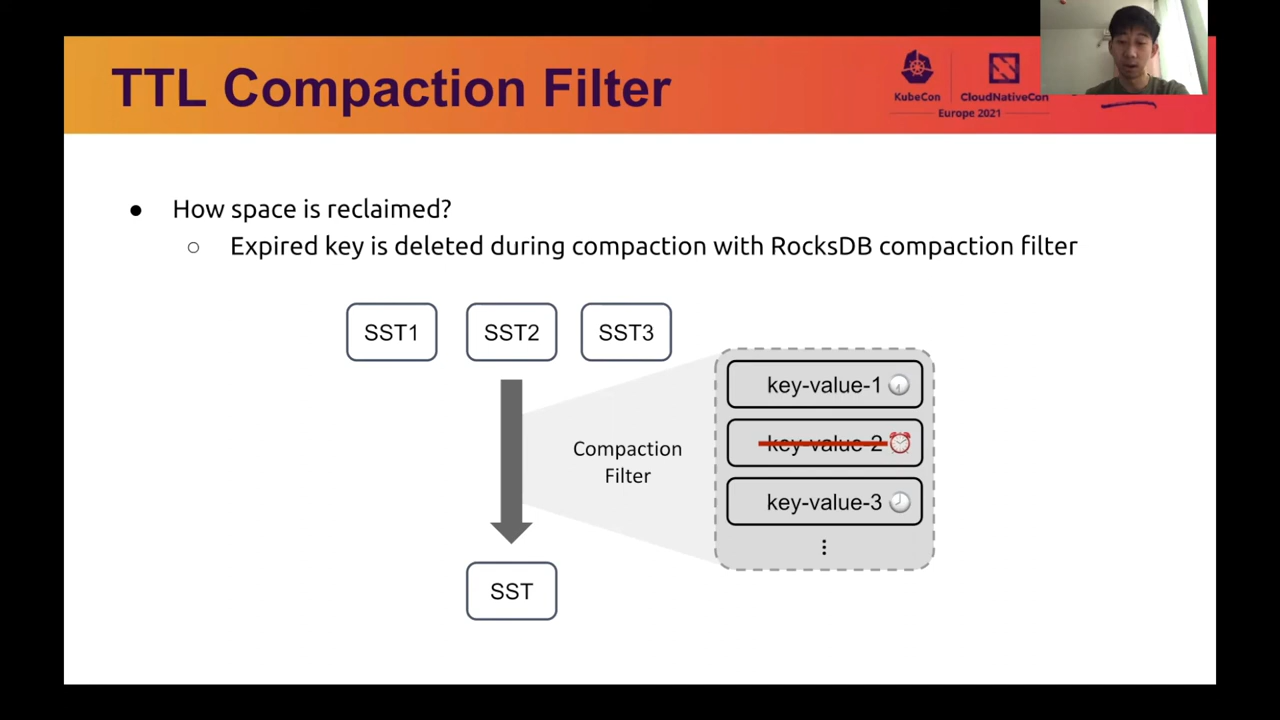 TTL Compaction Filter
KubeCon
CloudNativeCon
Europe 2021
● How space is reclaimed?
○ Expired key is deleted during compaction with RocksDB compaction filter
SST1 SST2 SST3
key-value-1
key-value-2
Compaction
Filter
key-value-3
⋮
SST